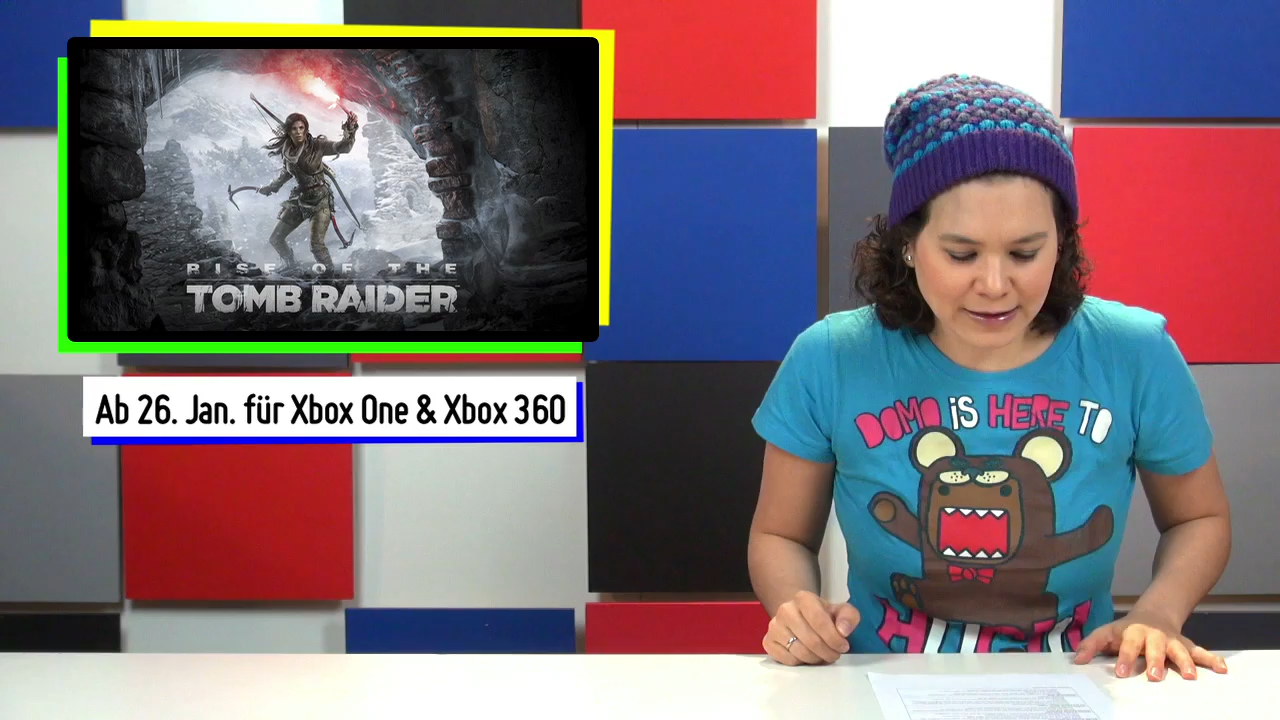 RISE OF THE
TOMB RAIDER
Ab 26. Jan. für Xbox One & Xbox 360
DOMO iS HERE TO